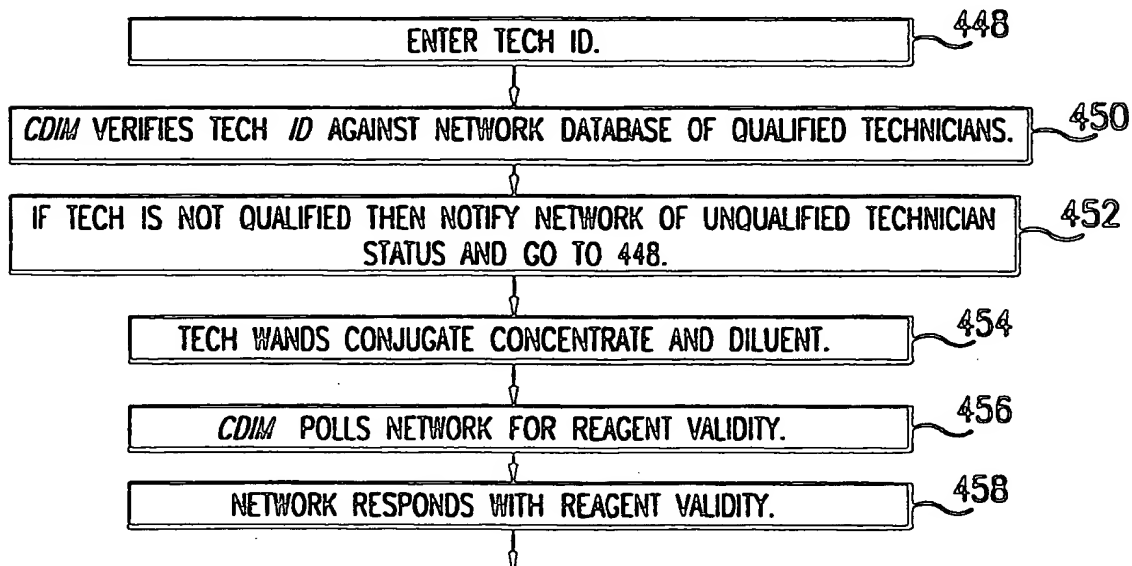 ENTER TECH ID.
448
CDIM VERIFIES TECH ID AGAINST NETWORK DATABASE OF QUALIFIED TECHNICIANS.
450
IF TECH IS NOT QUALIFIED THEN NOTIFY NETWORK OF UNQUALIFIED TECHNICIAN
STATUS AND GO TO 448.
452
TECH WANDS CONJUGATE CONCENTRATE AND DILUENT.
454
CDIM POLLS NETWORK FOR REAGENT VALIDITY.
456
NETWORK RESPONDS WITH REAGENT VALIDITY.
458